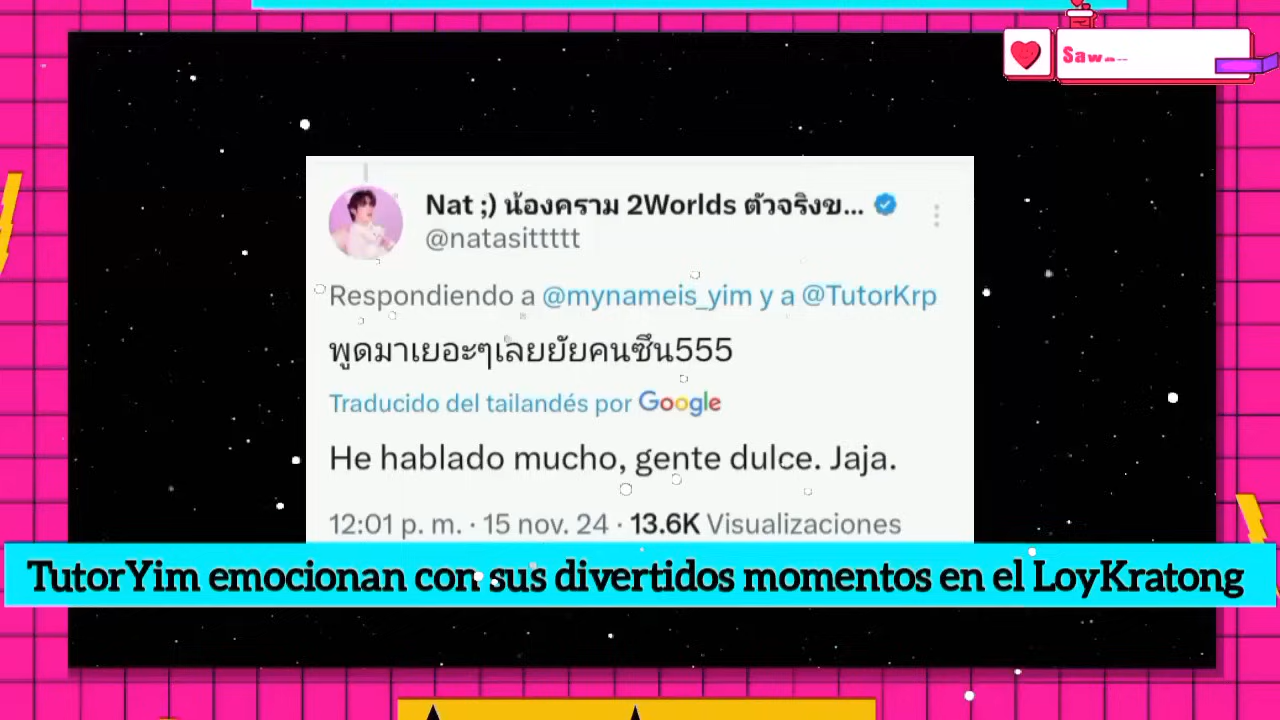 Nat ;) น้องคราม 2Worlds ตัวจริงข...
@natasittttt
Respondiendo a @mynameis_yim y a @TutorKrp
พูดมาเยอะๆเลยยัยคนซึน555
Traducido del tailandés por Google
He hablado mucho, gente dulce. Jaja.
12:01 p. m. · 15 nov. 24 · 13.6K Visualizaciones
TutorYim emocionan con sus divertidos momentos en el LoyKratong